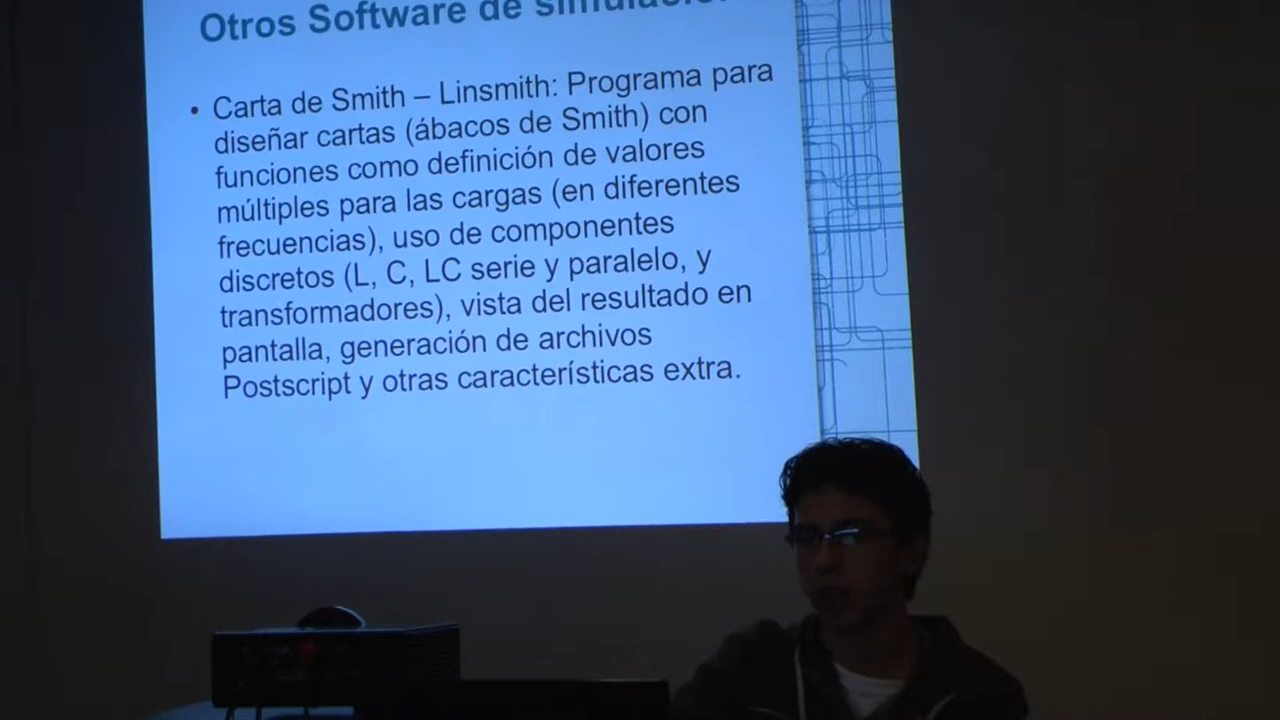 Otros Software de simulación
• Carta de Smith – Linsmith: Programa para
diseñar cartas (ábacos de Smith) con
funciones como definición de valores
múltiples para las cargas (en diferentes
frecuencias), uso de componentes
discretos (L, C, LC serie y paralelo, y
transformadores), vista del resultado en
pantalla, generación de archivos
Postscript y otras características extra.